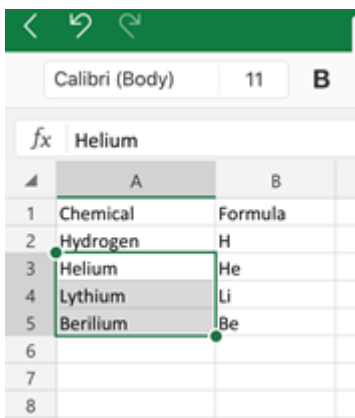 Calibri (Body) 11 B
fx Helium
A B
1 Chemical Formula
2 Hydrogen H
3 Helium He
4 Lythium Li
5 Berilium Be
6
7
8